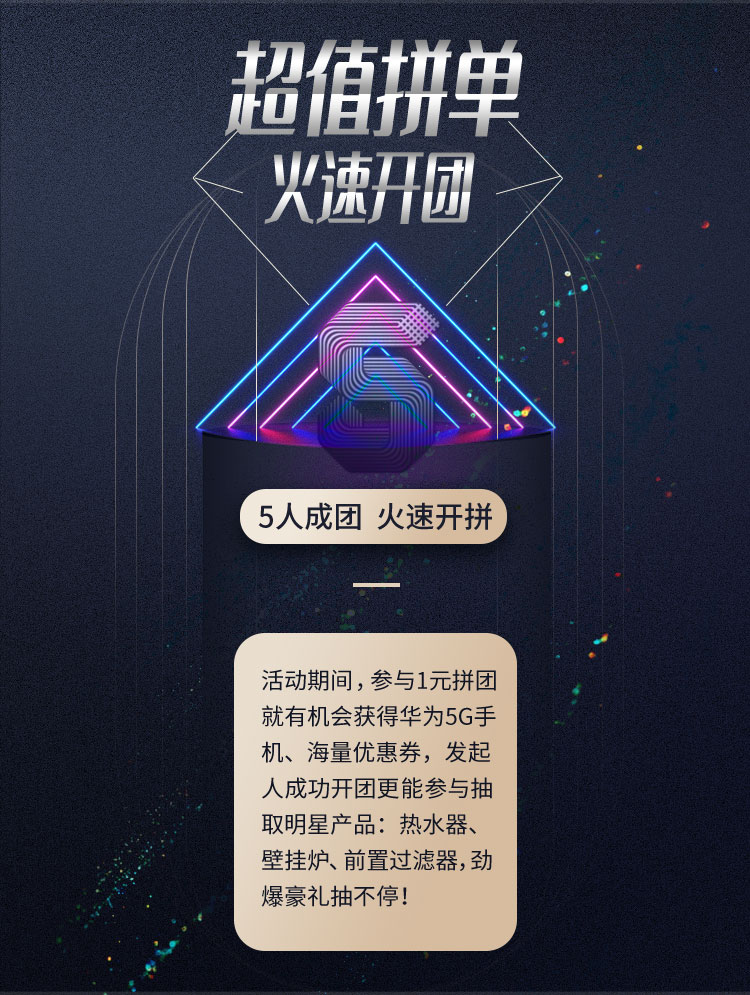 超值拼单
火速开团
5
5人成团 火速开拼
活动期间，参与1元拼团
就有机会获得华为5G手
机、海量优惠券，发起
人成功开团更能参与抽
取明星产品：热水器、
壁挂炉、前置过滤器，劲
爆豪礼抽不停！